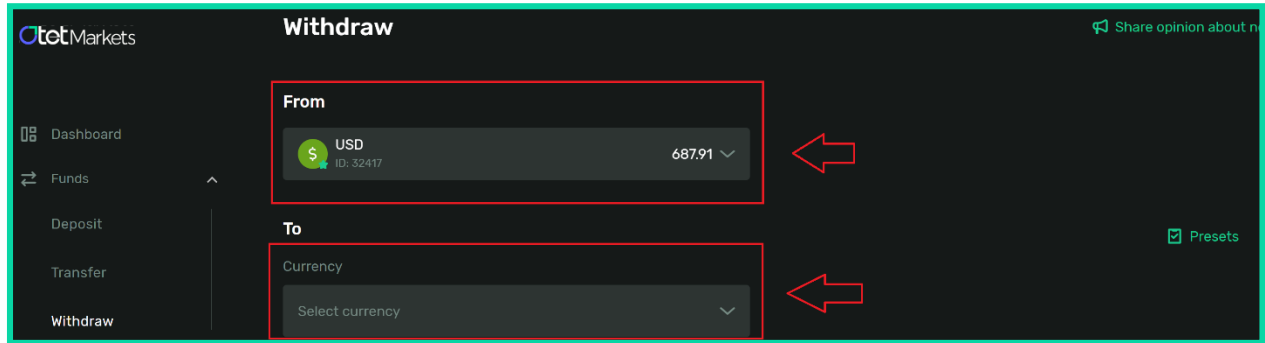 OtetMarkets
Withdraw
Share opinion about n
From
Dashboard
$
USD
687.91
ID: 32417
Funds
Deposit
To
Presets
Currency
Transfer
Select currency
Withdraw